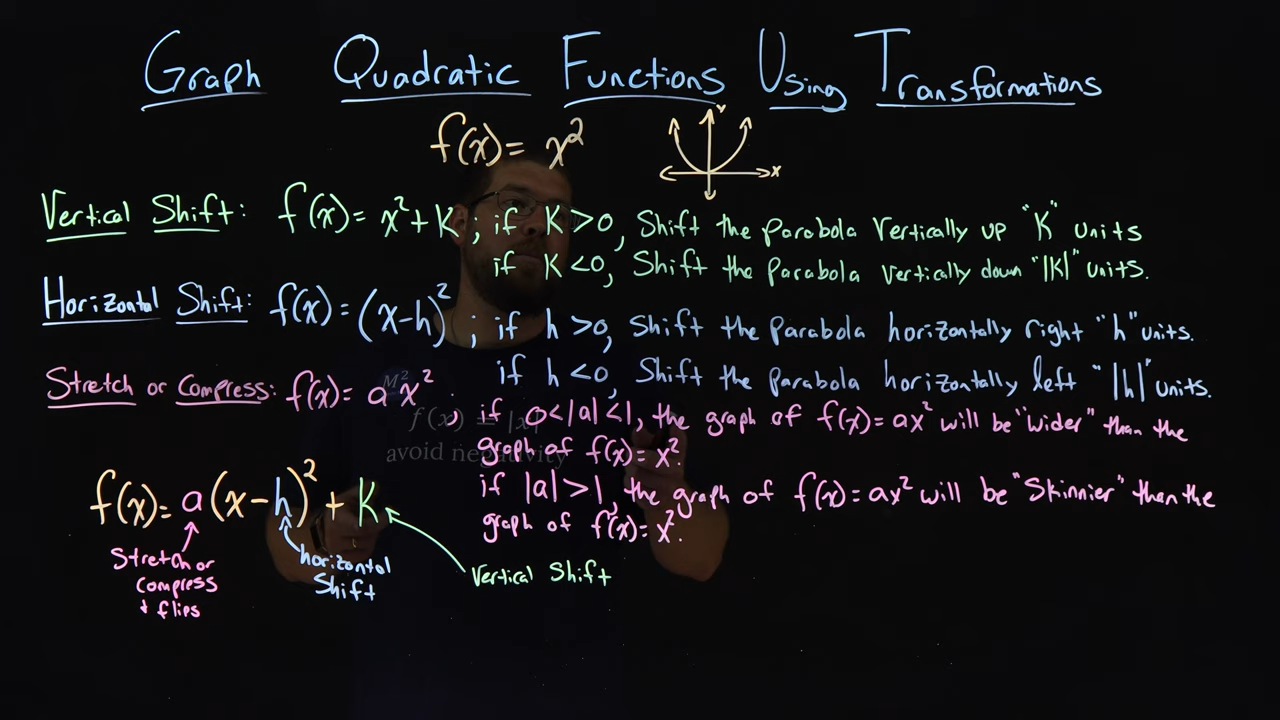 Graph Quadratic Functions Using Transformations
f(x)= x²
y
x
Vertical Shift: f(x)= x²+K ; if K>0, Shift the parabola vertically up "K" units
if K<0, Shift the parabola vertically down "|K|" units.
Horizontal Shift: f(x)=(x-h)² ; if h>0, Shift the parabola horizontally right "h" units.
if h<0, Shift the parabola horizontally left "|h|" units.
Stretch or Compress: f(x)= ax² ; if 0<|a|<1, the graph of f(x)=ax² will be "wider" than the
graph of f(x)=x².
if |a|>1, the graph of f(x)=ax² will be "Skinnier" than the
graph of f(x)=x².
M²
f(x) = |x|
avoid negativity
f(x)= a(x-h)² + K
Stretch or
compress
+ flips
horizontal
Shift
Vertical Shift